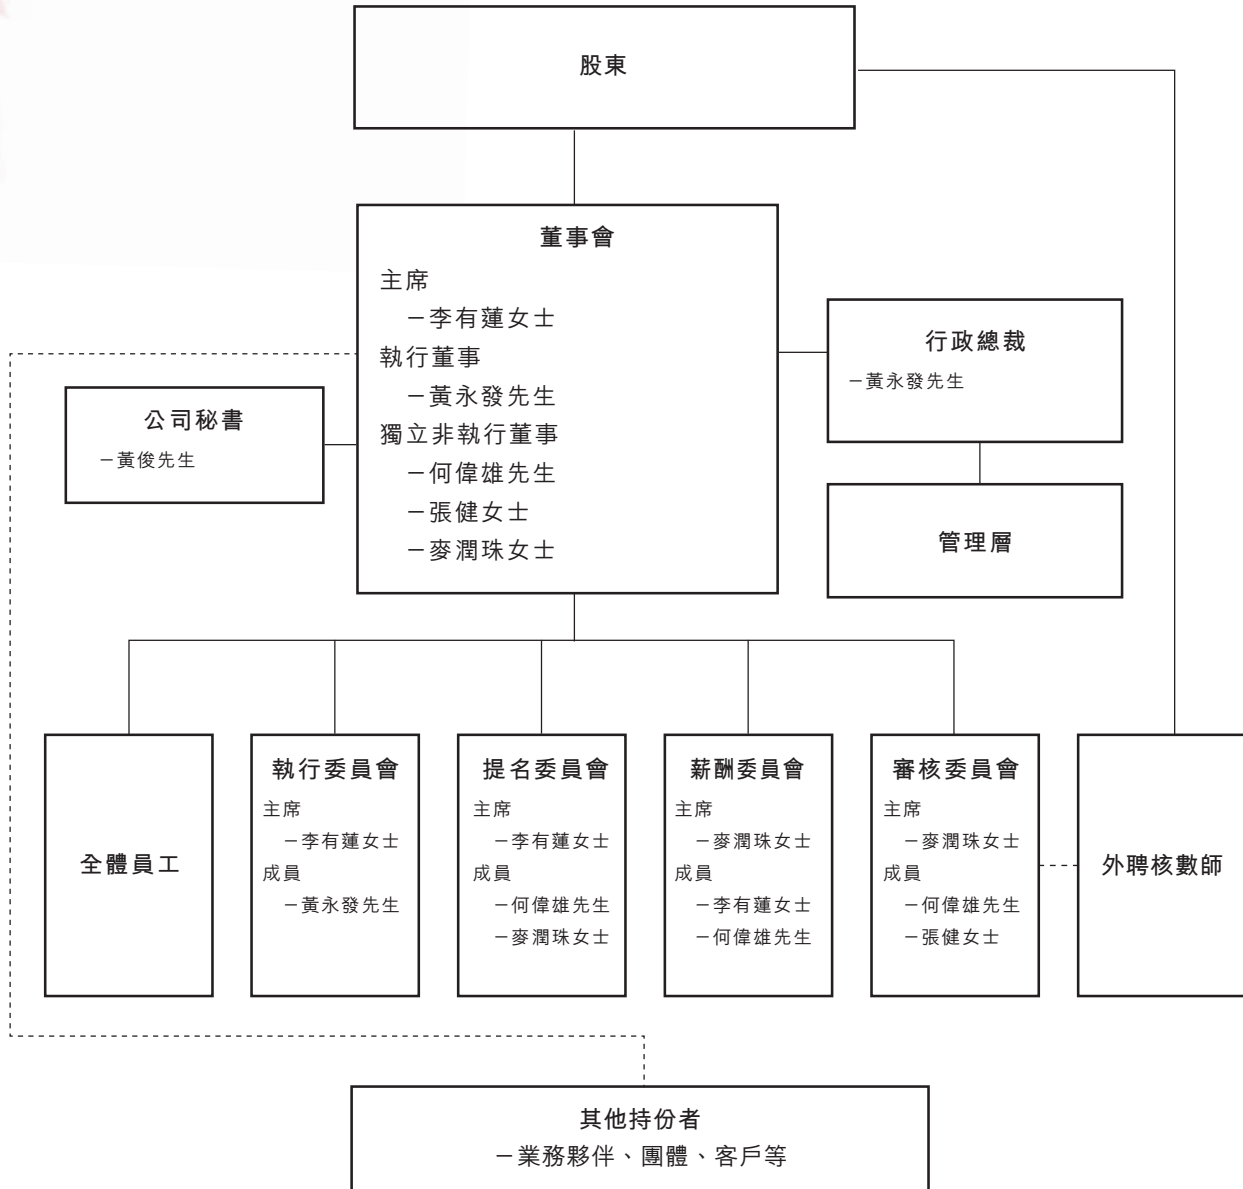 股東
董事會
主席
－李有蓮女士
執行董事
－黃永發先生
獨立非執行董事
－何偉雄先生
－張健女士
－麥潤珠女士
行政總裁
－黃永發先生
公司秘書
－黃俊先生
管理層
全體員工
執行委員會
主席
－李有蓮女士
成員
－黃永發先生
提名委員會
主席
－李有蓮女士
成員
－何偉雄先生
－麥潤珠女士
薪酬委員會
主席
－麥潤珠女士
成員
－李有蓮女士
－何偉雄先生
審核委員會
主席
－麥潤珠女士
成員
－何偉雄先生
－張健女士
外聘核數師
其他持份者
－業務夥伴、團體、客戶等